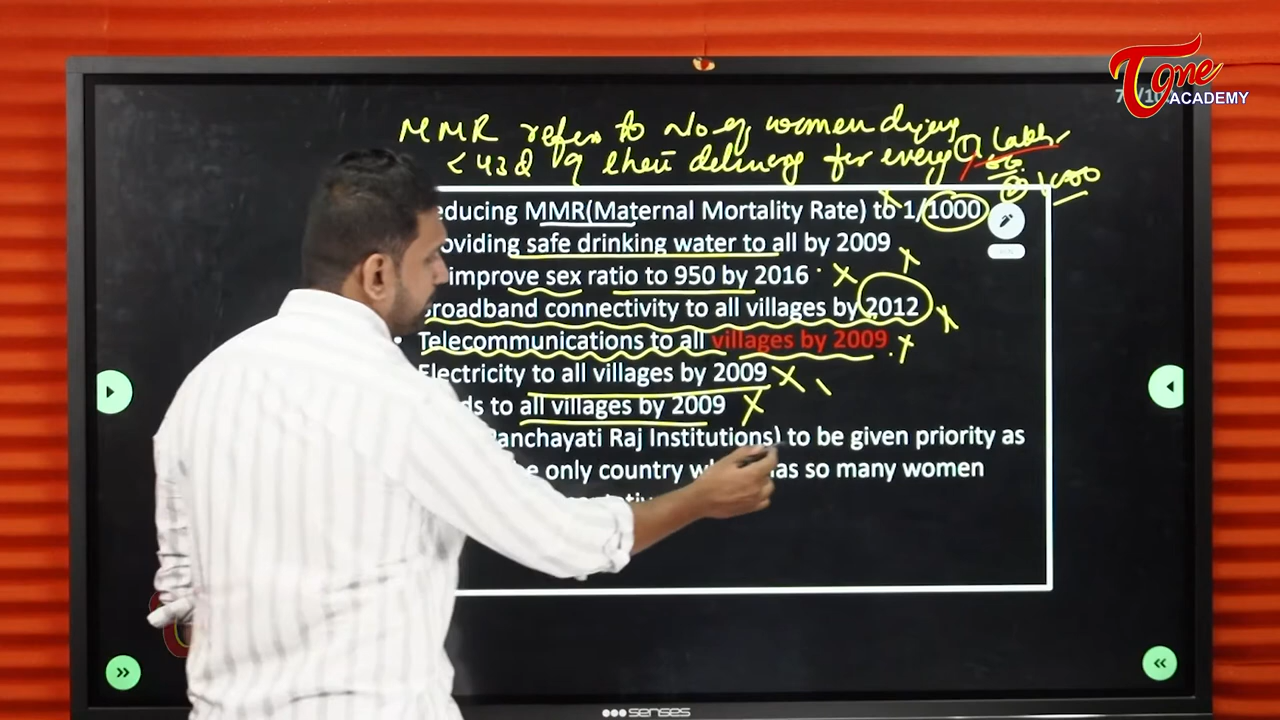 Tone
ACADEMY
MMR refers to No of women dying
< 43 d of their delivery for every ① lakh
② 1000
educing MMR(Maternal Mortality Rate) to 1/1000
oviding safe drinking water to all by 2009
improve sex ratio to 950 by 2016
roadband connectivity to all villages by 2012
• Telecommunications to all villages by 2009
Electricity to all villages by 2009
ds to all villages by 2009
Panchayati Raj Institutions) to be given priority as
e only country as so many women
senses